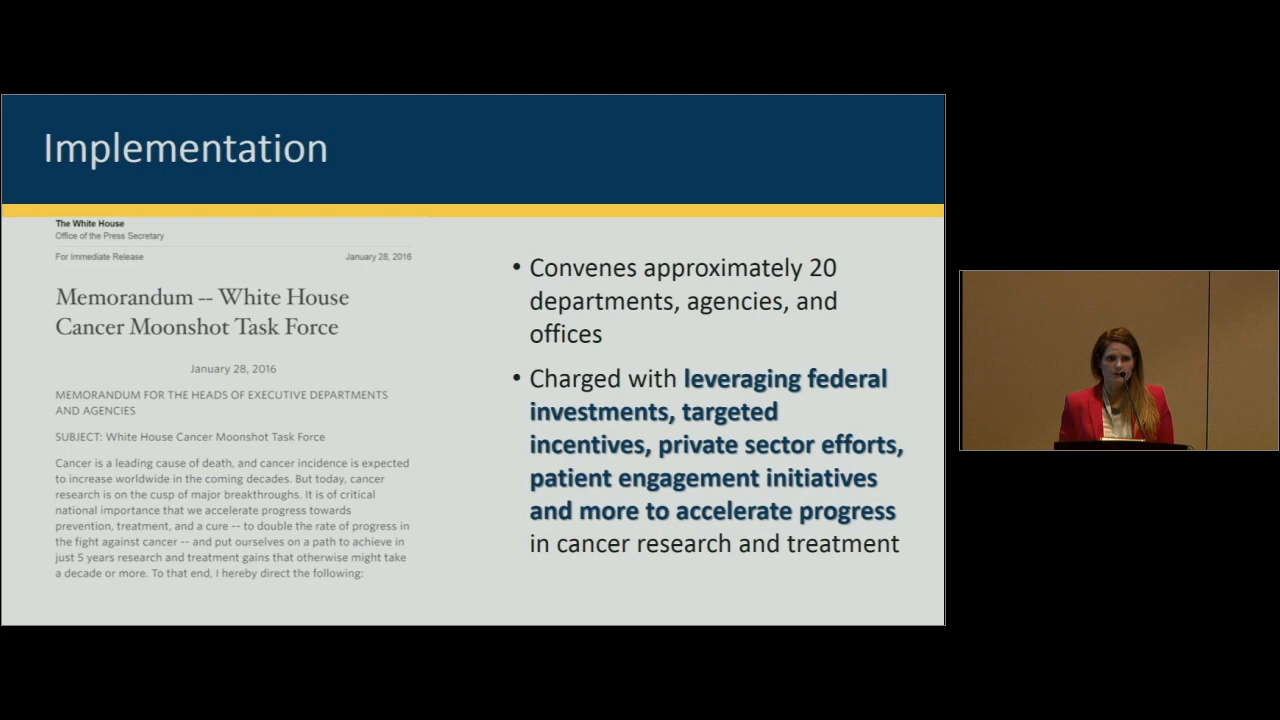 Implementation
The White House
Office of the Press Secretary
For Immediate Release January 28, 2016
Memorandum -- White House
Cancer Moonshot Task Force
January 28, 2016
MEMORANDUM FOR THE HEADS OF EXECUTIVE DEPARTMENTS
AND AGENCIES
SUBJECT: White House Cancer Moonshot Task Force
Cancer is a leading cause of death, and cancer incidence is expected
to increase worldwide in the coming decades. But today, cancer
research is on the cusp of major breakthroughs. It is of critical
national importance that we accelerate progress towards
prevention, treatment, and a cure -- to double the rate of progress in
the fight against cancer -- and put ourselves on a path to achieve in
just 5 years research and treatment gains that otherwise might take
a decade or more. To that end, I hereby direct the following:
• Convenes approximately 20
departments, agencies, and
offices
• Charged with leveraging federal
investments, targeted
incentives, private sector efforts,
patient engagement initiatives
and more to accelerate progress
in cancer research and treatment